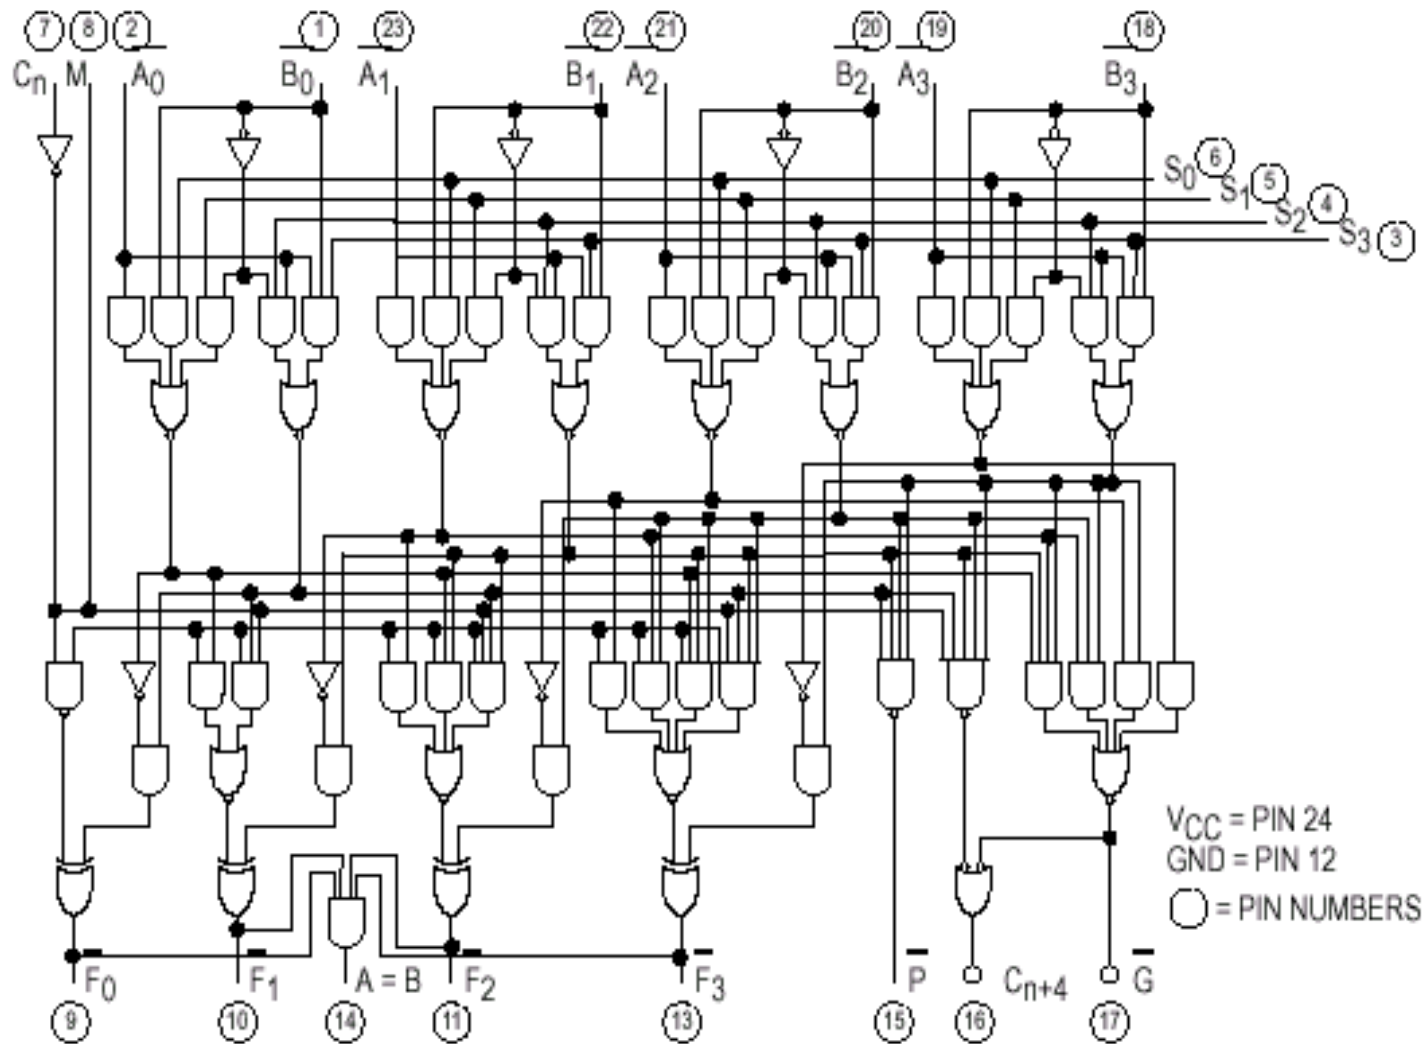 7 8 2 1 23 22 21 20 19 18
Cn M A0 B0 A1 B1 A2 B2 A3 B3
S0 6
S1 5
S2 4
S3 3
VCC = PIN 24
GND = PIN 12
= PIN NUMBERS
F0 F1 A = B F2 F3 P Cn+4 G
9 10 14 11 13 15 16 17